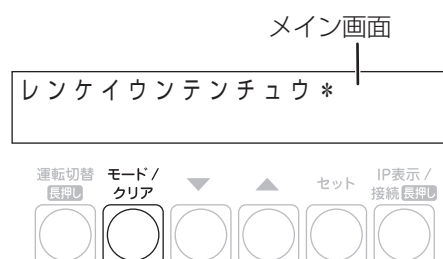 メイン画面
レンケイウンテンチュウ*
運転切替 長押し
モード/クリア
▼
▲
セット
IP表示/接続 長押し